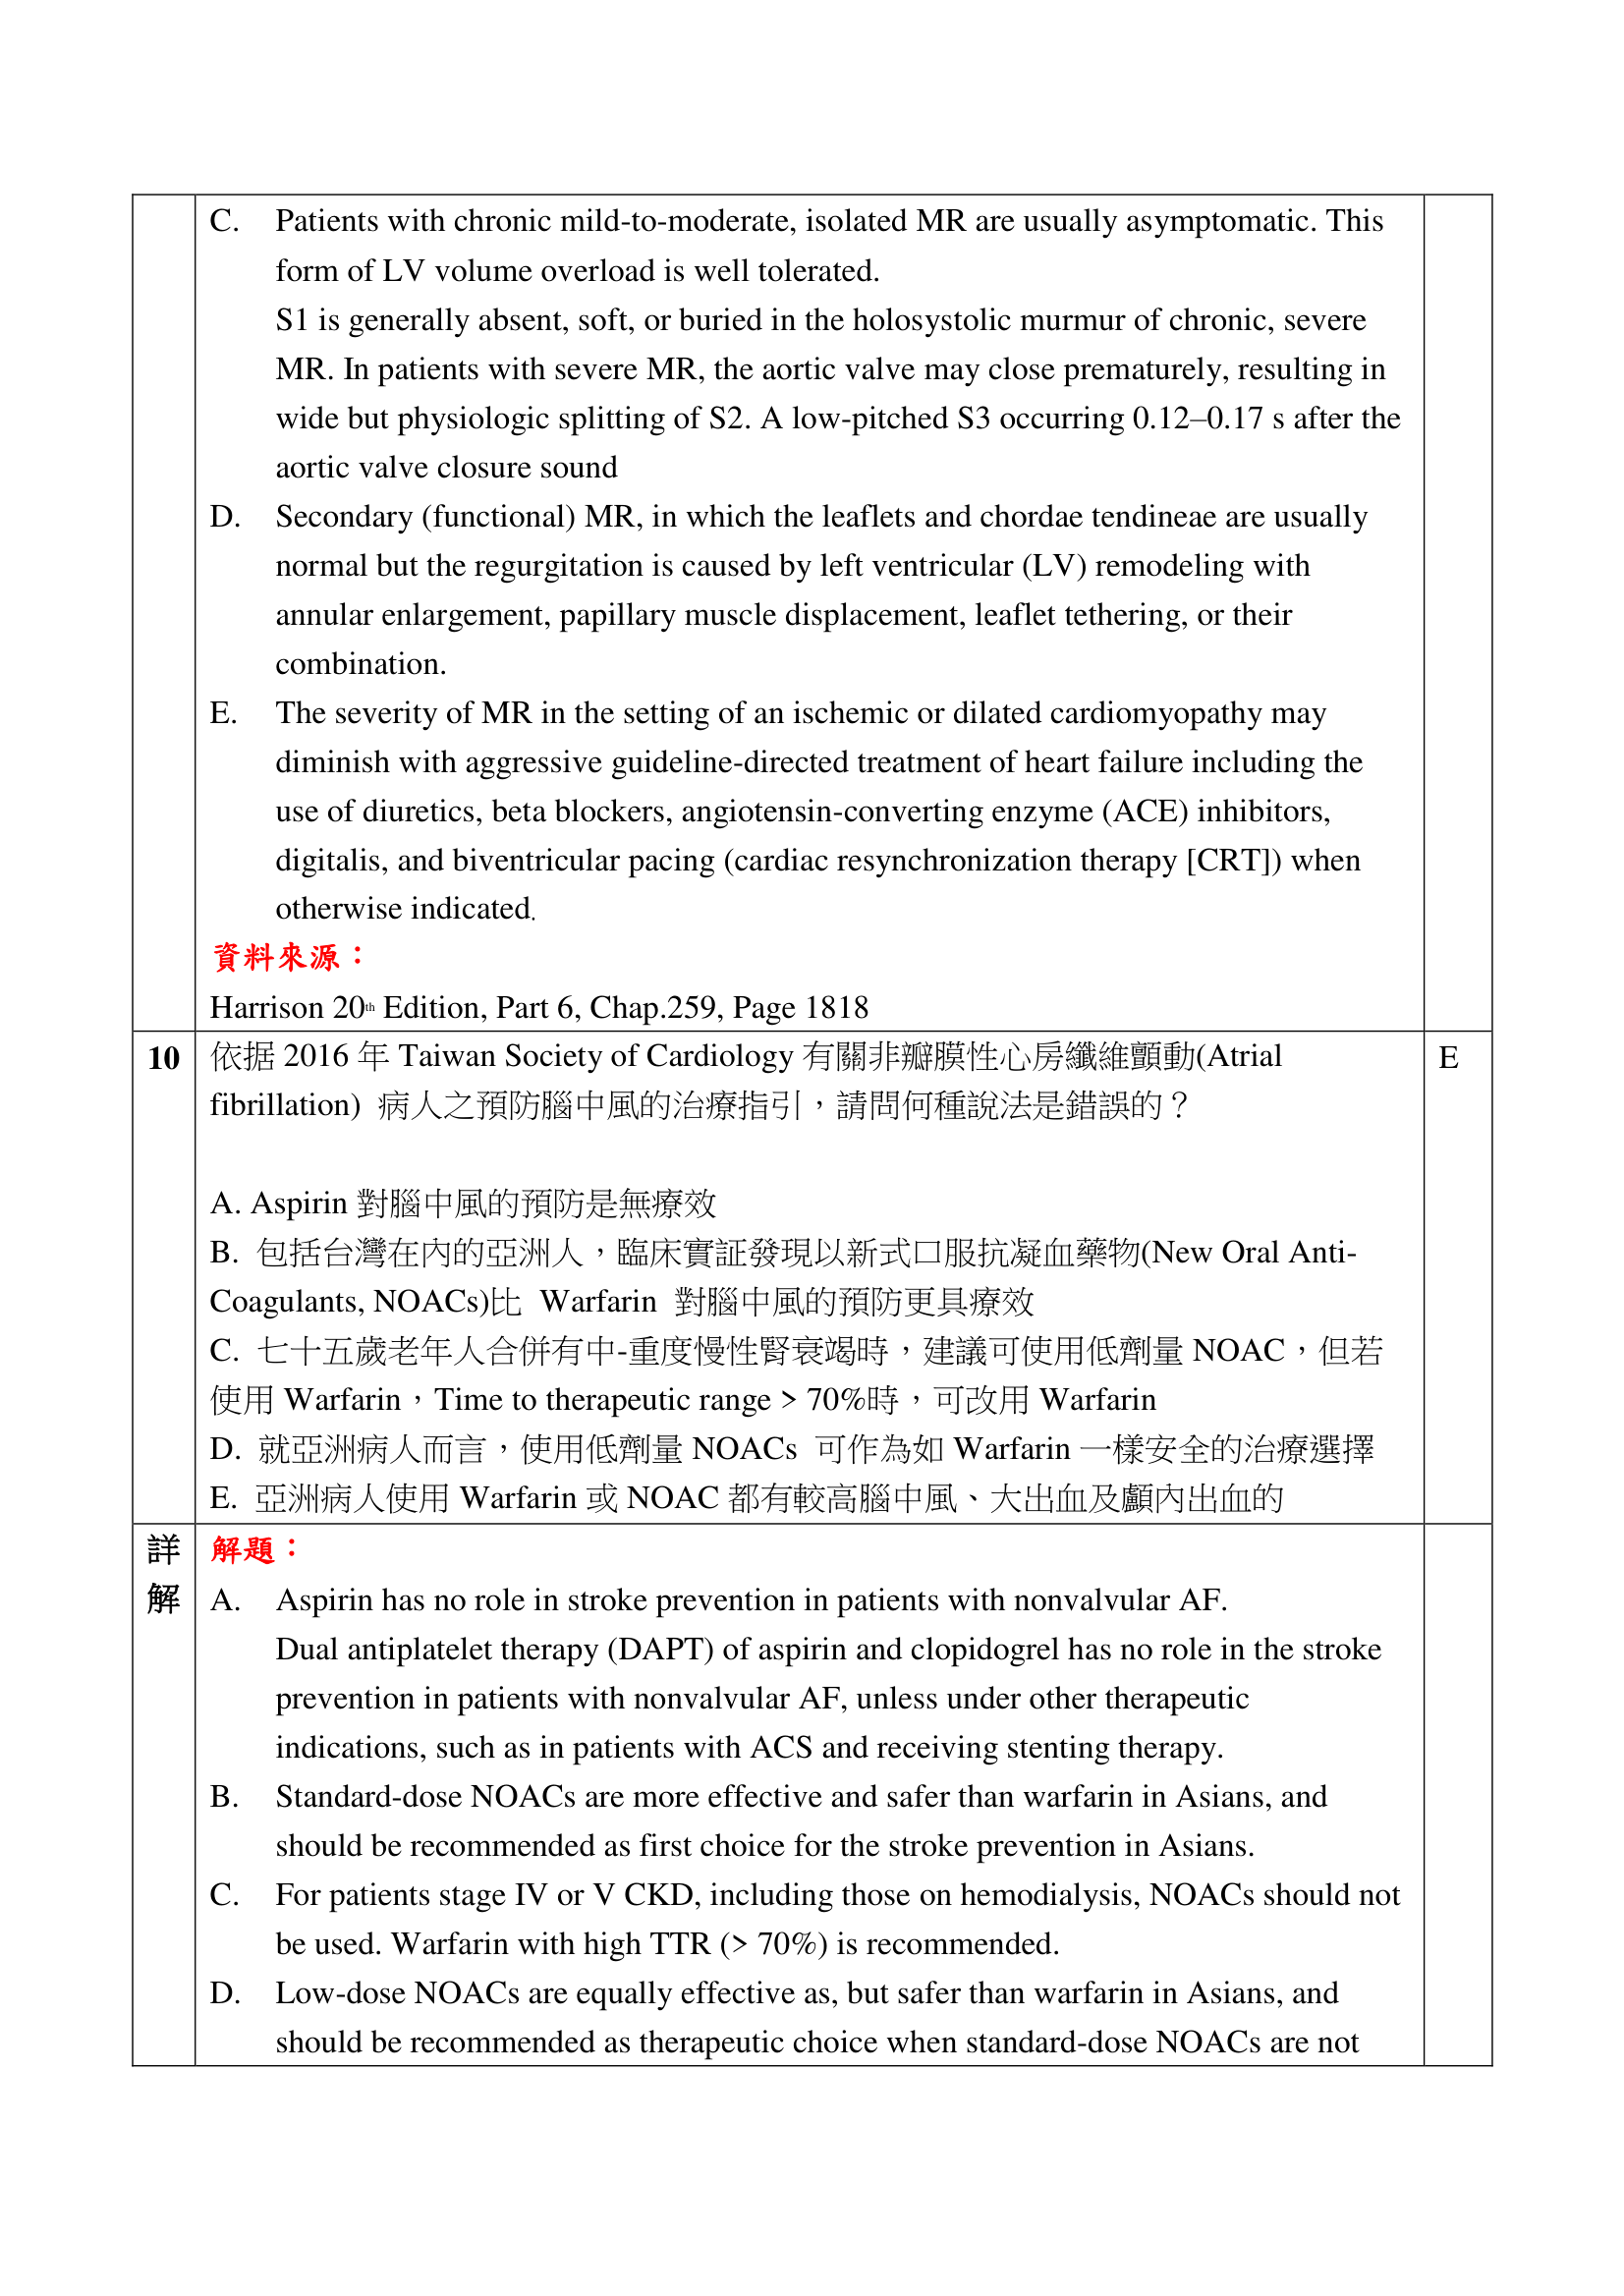 C. Patients with chronic mild-to-moderate, isolated MR are usually asymptomatic. This
form of LV volume overload is well tolerated.
S1 is generally absent, soft, or buried in the holosystolic murmur of chronic, severe
MR. In patients with severe MR, the aortic valve may close prematurely, resulting in
wide but physiologic splitting of S2. A low-pitched S3 occurring 0.12–0.17 s after the
aortic valve closure sound
D. Secondary (functional) MR, in which the leaflets and chordae tendineae are usually
normal but the regurgitation is caused by left ventricular (LV) remodeling with
annular enlargement, papillary muscle displacement, leaflet tethering, or their
combination.
E. The severity of MR in the setting of an ischemic or dilated cardiomyopathy may
diminish with aggressive guideline-directed treatment of heart failure including the
use of diuretics, beta blockers, angiotensin-converting enzyme (ACE) inhibitors,
digitalis, and biventricular pacing (cardiac resynchronization therapy [CRT]) when
otherwise indicated.
資料來源：
Harrison 20th Edition, Part 6, Chap.259, Page 1818
10 依据 2016 年 Taiwan Society of Cardiology 有關非瓣膜性心房纖維顫動(Atrial E
fibrillation) 病人之預防腦中風的治療指引，請問何種說法是錯誤的？
A. Aspirin 對腦中風的預防是無療效
B. 包括台灣在內的亞洲人，臨床實証發現以新式口服抗凝血藥物(New Oral Anti-
Coagulants, NOACs)比 Warfarin 對腦中風的預防更具療效
C. 七十五歲老年人合併有中-重度慢性腎衰竭時，建議可使用低劑量 NOAC，但若
使用 Warfarin，Time to therapeutic range > 70%時，可改用 Warfarin
D. 就亞洲病人而言，使用低劑量 NOACs 可作為如 Warfarin 一樣安全的治療選擇
E. 亞洲病人使用 Warfarin 或 NOAC 都有較高腦中風、大出血及顱內出血的
詳解 解題：
A. Aspirin has no role in stroke prevention in patients with nonvalvular AF.
Dual antiplatelet therapy (DAPT) of aspirin and clopidogrel has no role in the stroke
prevention in patients with nonvalvular AF, unless under other therapeutic
indications, such as in patients with ACS and receiving stenting therapy.
B. Standard-dose NOACs are more effective and safer than warfarin in Asians, and
should be recommended as first choice for the stroke prevention in Asians.
C. For patients stage IV or V CKD, including those on hemodialysis, NOACs should not
be used. Warfarin with high TTR (> 70%) is recommended.
D. Low-dose NOACs are equally effective as, but safer than warfarin in Asians, and
should be recommended as therapeutic choice when standard-dose NOACs are not